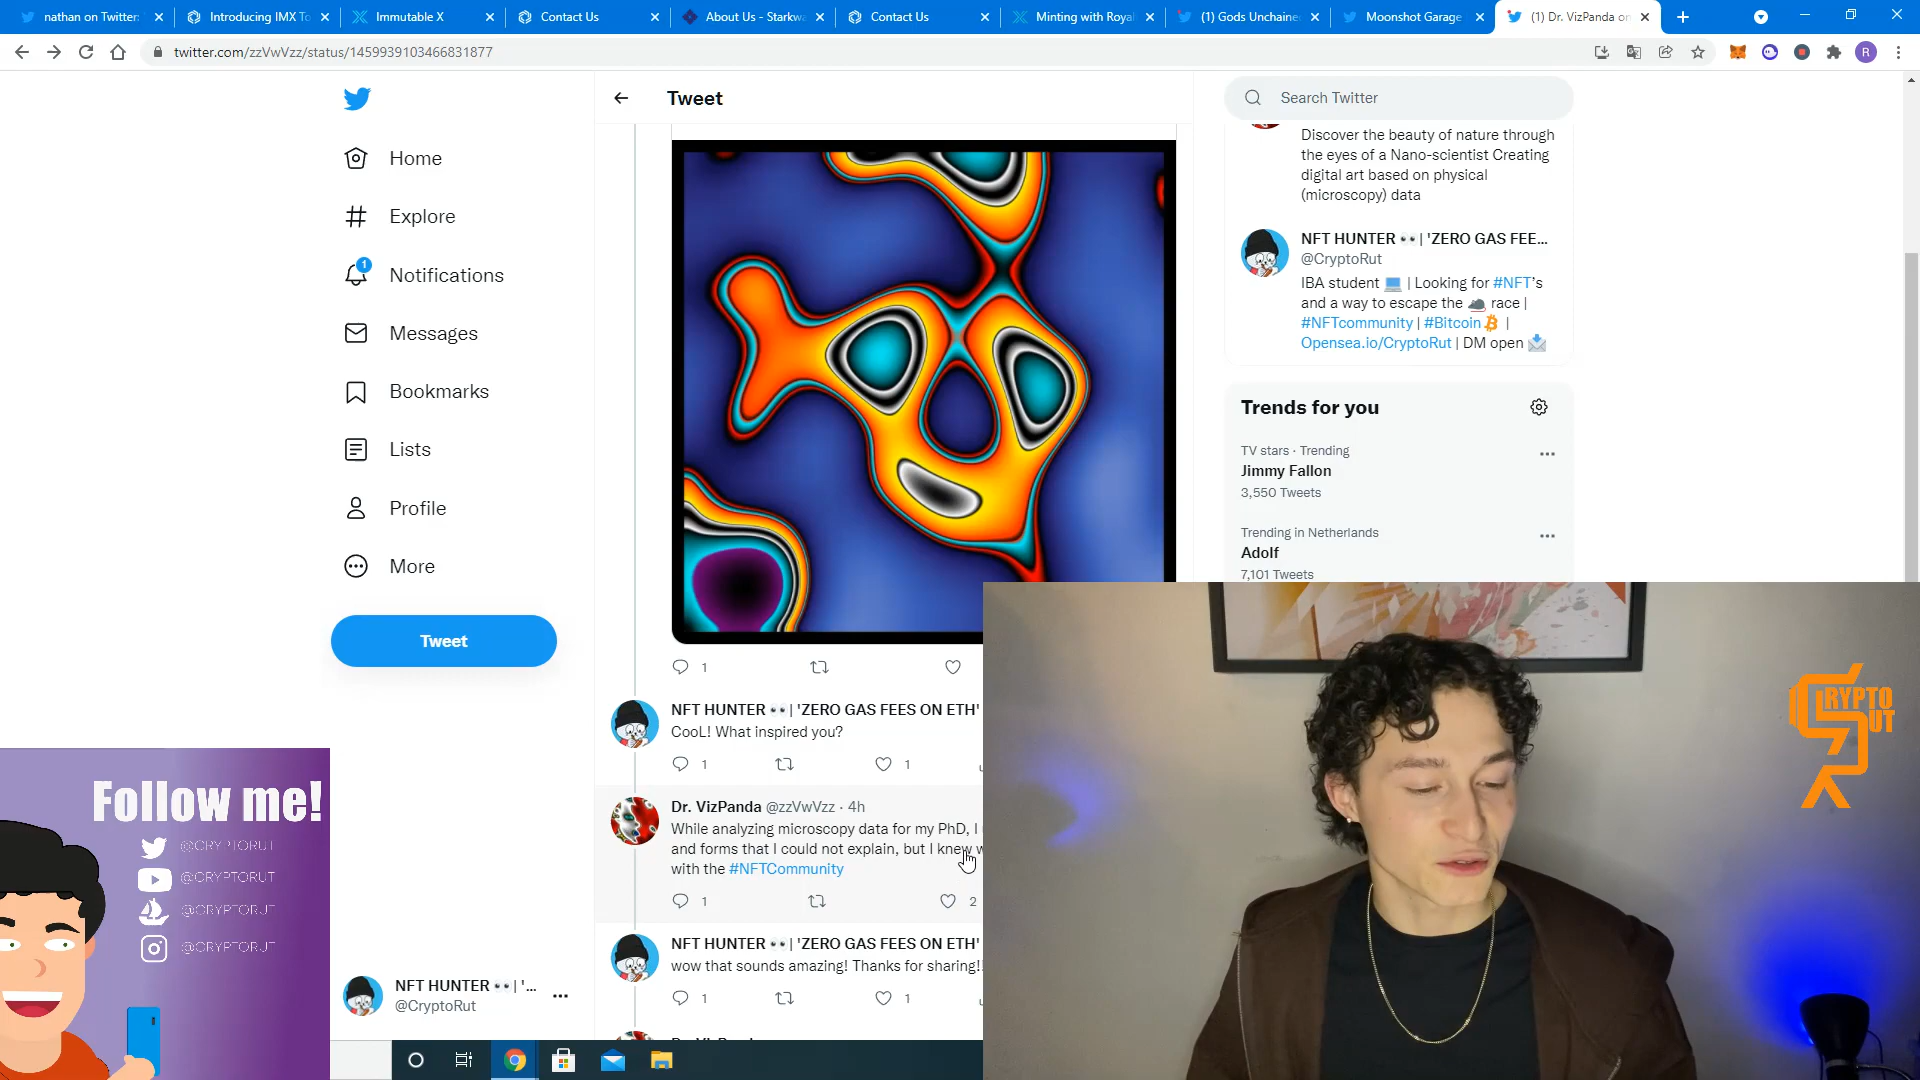 nathan on Twitter:
Introducing IMX To
Immutable X
Contact Us
About Us - Starkwa
Contact Us
Minting with Royal
(1) Gods Unchaine
Moonshot Garage
(1) Dr. VizPanda on
twitter.com/zzVwVzz/status/1459939103466831877
R
Home
Explore
1
Notifications
Messages
Bookmarks
Lists
Profile
More
Tweet
NFT HUNTER 👀 | '...
@CryptoRut
Tweet
1
NFT HUNTER 👀 | 'ZERO GAS FEES ON ETH'
CooL! What inspired you?
1
1
Dr. VizPanda @zzVwVzz · 4h
While analyzing microscopy data for my PhD, I
and forms that I could not explain, but I knew
with the #NFTCommunity
1
2
NFT HUNTER 👀 | 'ZERO GAS FEES ON ETH'
wow that sounds amazing! Thanks for sharing!!
1
1
Search Twitter
Discover the beauty of nature through
the eyes of a Nano-scientist Creating
digital art based on physical
(microscopy) data
NFT HUNTER 👀 | 'ZERO GAS FEE...
@CryptoRut
IBA student 💻 | Looking for #NFT's
and a way to escape the 🐀 race |
#NFTcommunity | #Bitcoin |
Opensea.io/CryptoRut | DM open 📩
Trends for you
TV stars · Trending
Jimmy Fallon
3,550 Tweets
Trending in Netherlands
Adolf
7,101 Tweets
Follow me!
@CRYPTORUT
@CRYPTORUT
@CRYPTORUT
@CRYPTORUT
CRYPTO
RUT